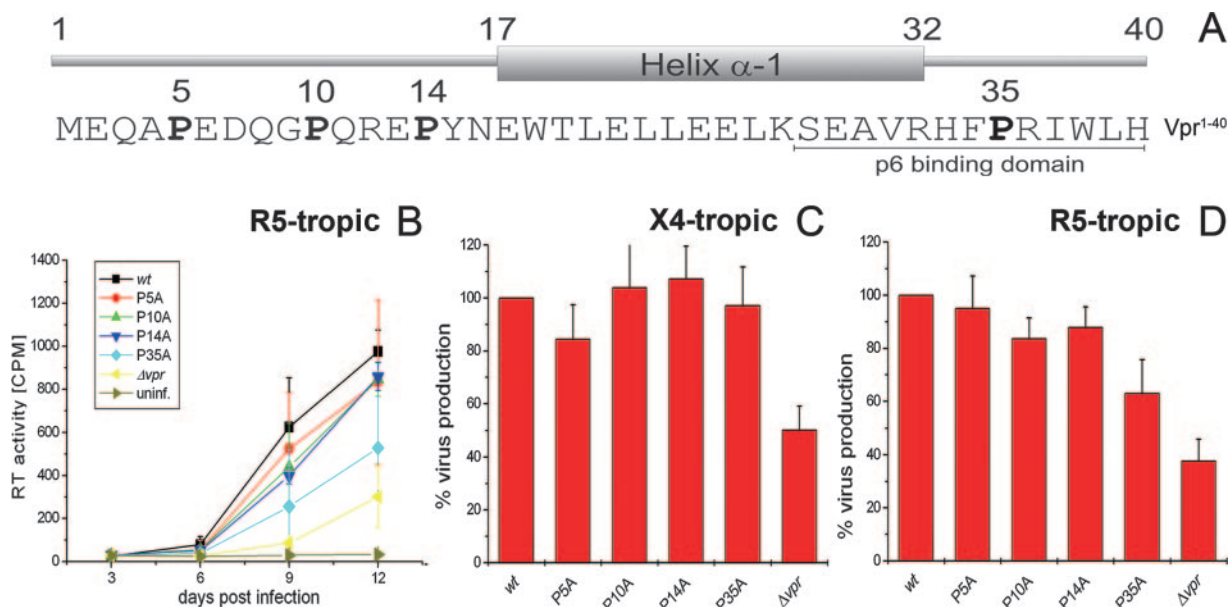 1 17 32 40 A
Helix α-1
5 10 14 35
MEQAPEDQGPQREPYNEWTLELLEELKSEAVRHFPRIWLH Vpr1-40
p6 binding domain
R5-tropic B
RT activity [CPM]
1400
1200
1000
800
600
400
200
0
wt
P5A
P10A
P14A
P35A
Δvpr
uninf.
3 6 9 12
days post infection
X4-tropic C
% virus production
120
100
80
60
40
20
0
wt P5A P10A P14A P35A Δvpr
R5-tropic D
% virus production
120
100
80
60
40
20
0
wt P5A P10A P14A P35A Δvpr